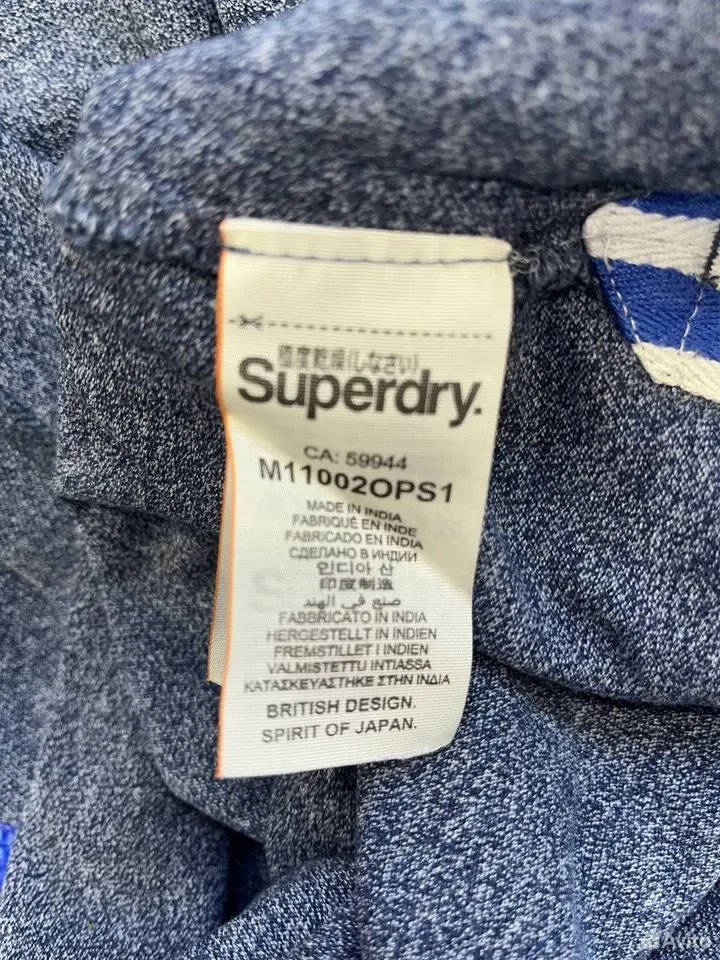 極度乾燥(しなさい)
Superdry.
CA: 59944
M11002OPS1
MADE IN INDIA
FABRIQUÉ EN INDE
FABRICADO EN INDIA
СДЕЛАНО В ИНДИИ
인디아 산
印度制造
صنع في الهند
FABBRICATO IN INDIA
HERGESTELLT IN INDIEN
FREMSTILLET I INDIEN
VALMISTETTU INTIASSA
ΚΑΤΑΣΚΕΥΑΣΤΗΚΕ ΣΤΗΝ ΙΝΔΙΑ
BRITISH DESIGN.
SPIRIT OF JAPAN.
Avito